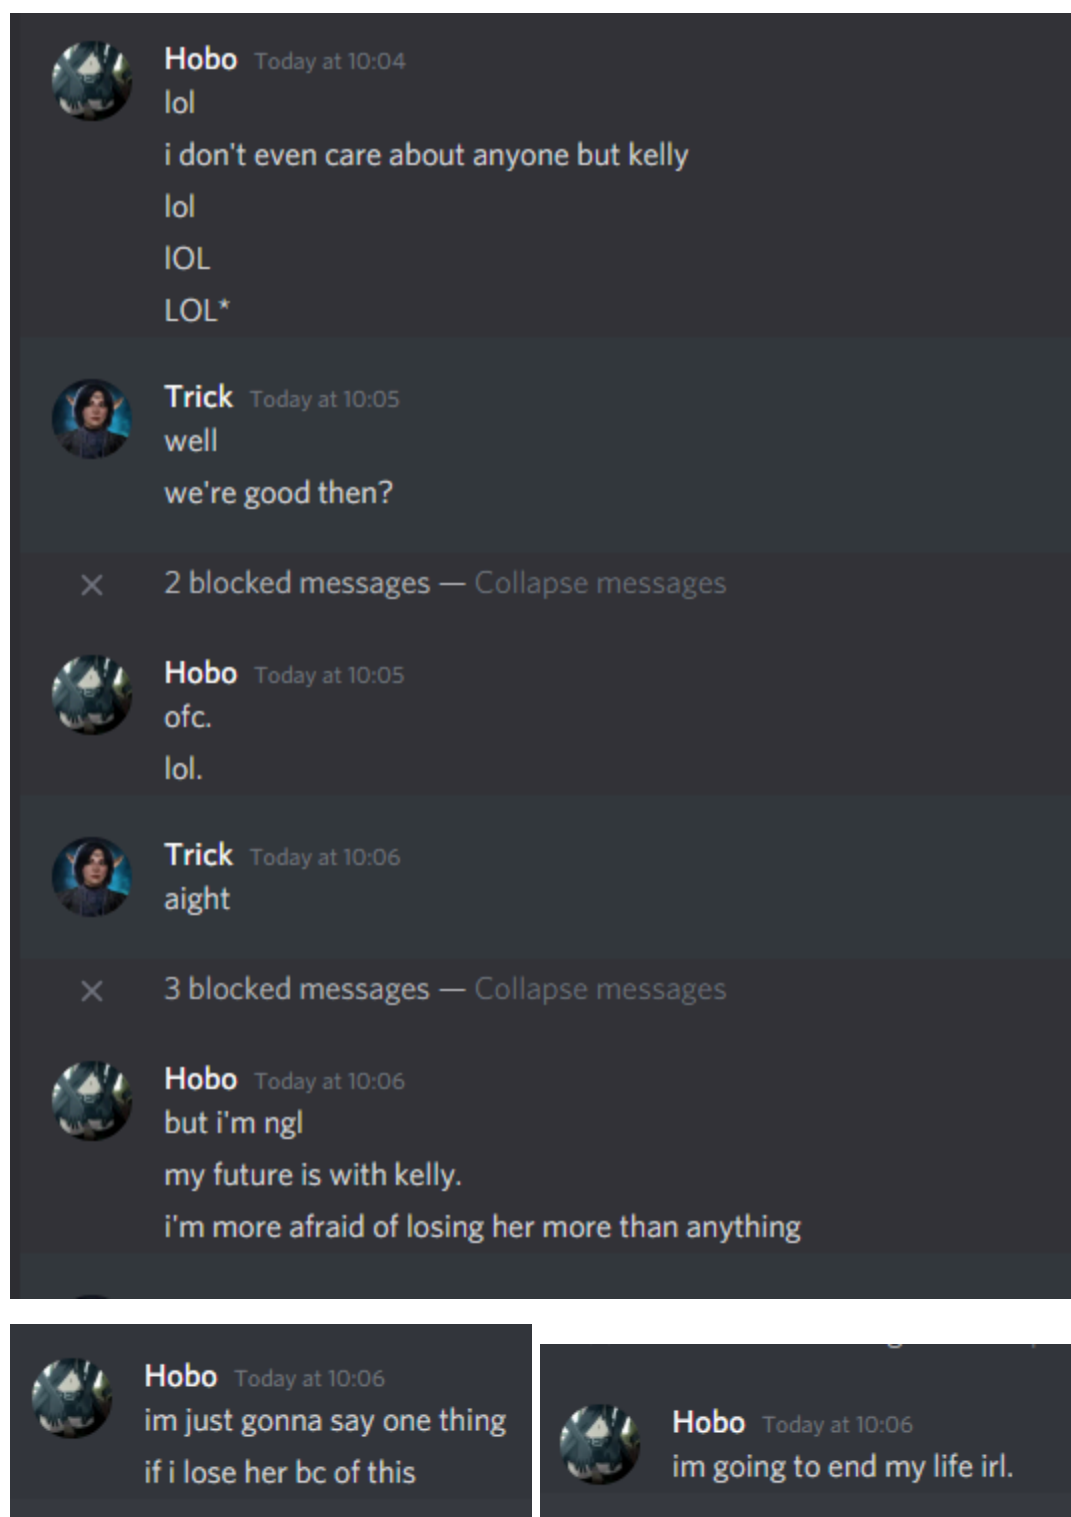 Hobo Today at 10:04
lol
i don't even care about anyone but kelly
lol
lOL
LOL*
Trick Today at 10:05
well
we're good then?
2 blocked messages — Collapse messages
Hobo Today at 10:05
ofc.
lol.
Trick Today at 10:06
aight
3 blocked messages — Collapse messages
Hobo Today at 10:06
but i'm ngl
my future is with kelly.
i'm more afraid of losing her more than anything
Hobo Today at 10:06
im just gonna say one thing
if i lose her bc of this
Hobo Today at 10:06
im going to end my life irl.